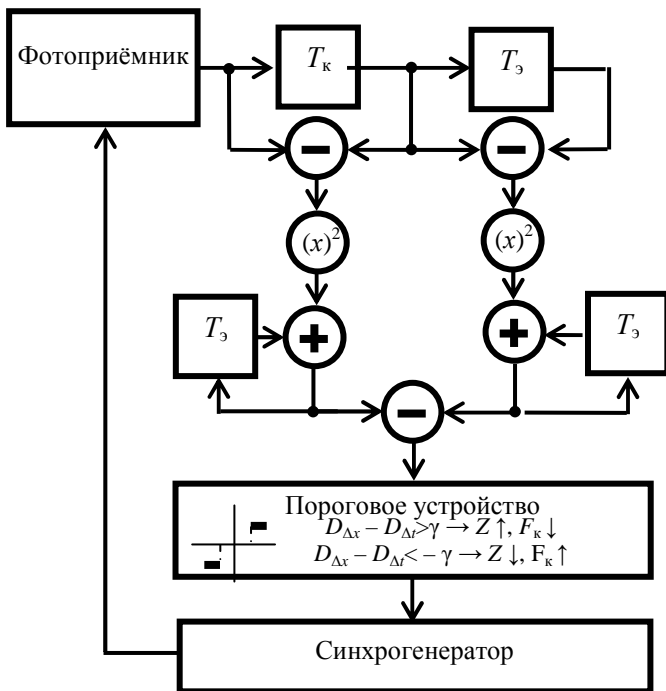 Фотоприёмник
Tк
Tэ
(x)²
(x)²
Tэ
Tэ
Пороговое устройство
DΔx – DΔt>γ → Z ↑, Fк ↓
DΔx – DΔt< – γ → Z ↓, Fк ↑
Синхрогенератор